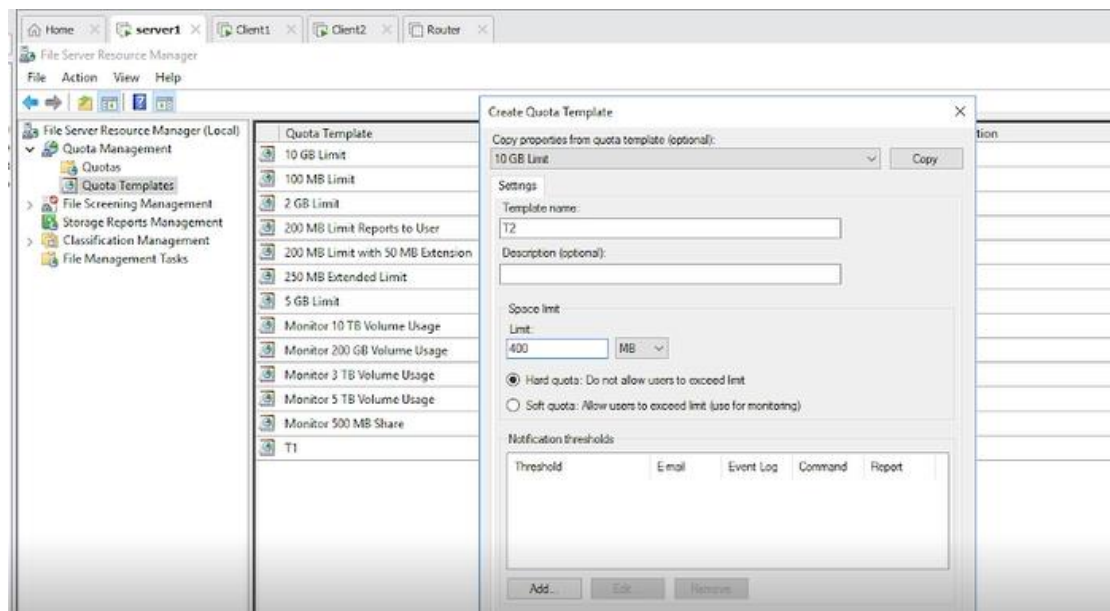 Home
server1
Client1
Client2
Router
File Server Resource Manager
File Action View Help
File Server Resource Manager (Local)
Quota Management
Quotas
Quota Templates
File Screening Management
Storage Reports Management
Classification Management
File Management Tasks
Quota Template
10 GB Limit
100 MB Limit
2 GB Limit
200 MB Limit Reports to User
200 MB Limit with 50 MB Extension
250 MB Extended Limit
5 GB Limit
Monitor 10 TB Volume Usage
Monitor 200 GB Volume Usage
Monitor 3 TB Volume Usage
Monitor 5 TB Volume Usage
Monitor 500 MB Share
T1
tion
Create Quota Template
Copy properties from quota template (optional):
10 GB Limit
Copy
Settings
Template name:
T2
Description (optional):
Space limit
Limit:
400 MB
Hard quota: Do not allow users to exceed limit
Soft quota: Allow users to exceed limit (use for monitoring)
Notification thresholds
Threshold E-mail Event Log Command Report
Add... Edit... Remove